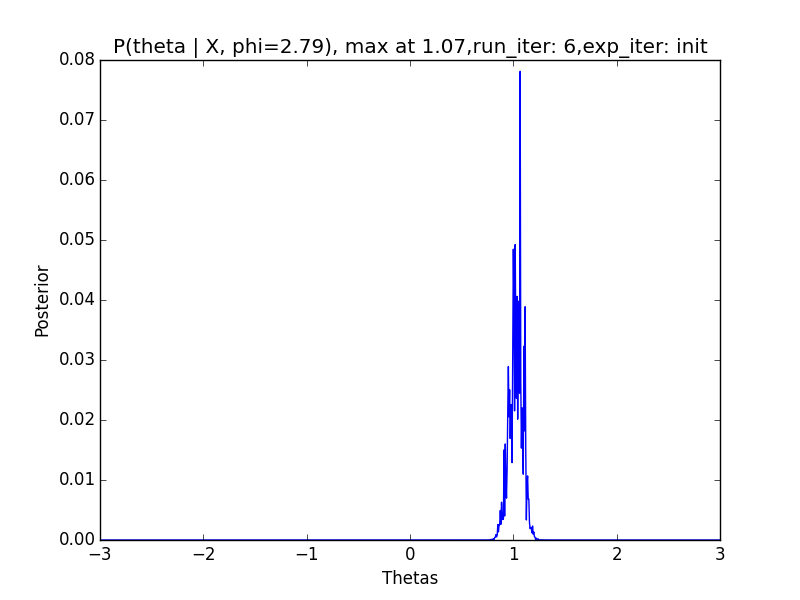 P(theta | X, phi=2.79), max at 1.07,run_iter: 6,exp_iter: init
0.08
0.07
0.06
0.05
0.04
0.03
0.02
0.01
0.00
Posterior
−3 −2 −1 0 1 2 3
Thetas